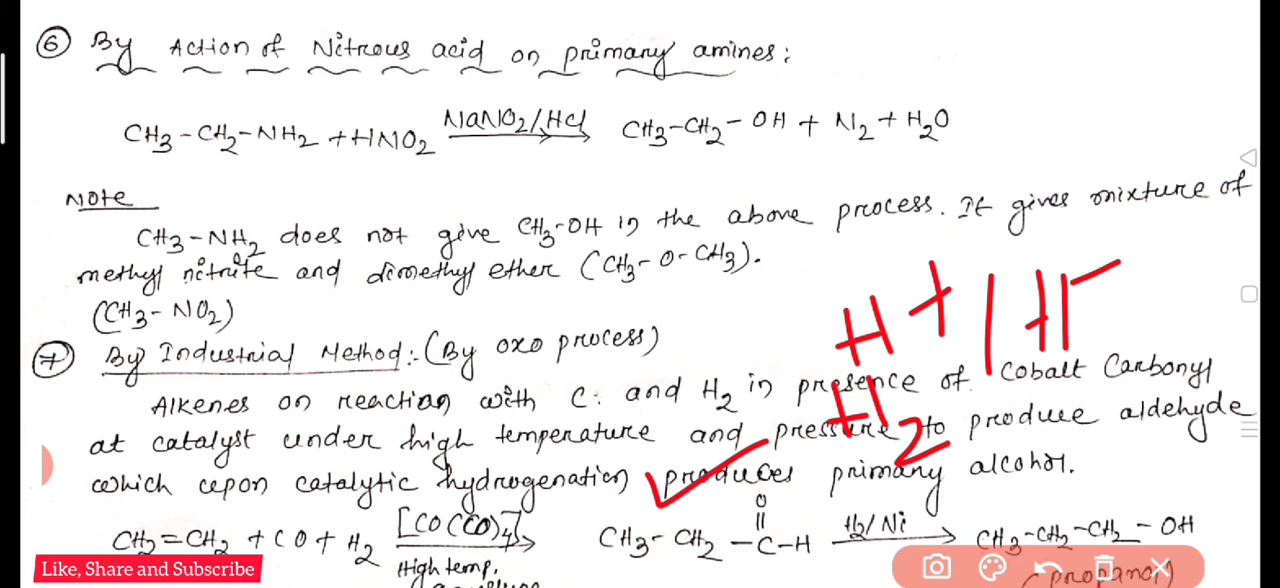 ⑥ By Action of Nitrous acid on primary amines:
CH3-CH2-NH2 + HNO2 NaNO2/HCl CH3-CH2-OH + N2 + H2O
Note
CH3-NH2 does not give CH3-OH in the above process. It gives mixture of
methyl nitrite and dimethyl ether (CH3-O-CH3).
(CH3-NO2)
H+ | H-
⑦ By Industrial Method:- (By oxo process)
Alkenes on reaction with C: and H2 in presence of cobalt Carbonyl
H2
at catalyst under high temperature and pressure to produce aldehyde
which upon catalytic hydrogenation produces primary alcohol.
CH2=CH2 + CO + H2 [CO(CO)4] CH3-CH2-C-H H2/Ni CH3-CH2-CH2-OH
O
High temp.
(propanol)
Like, Share and Subscribe